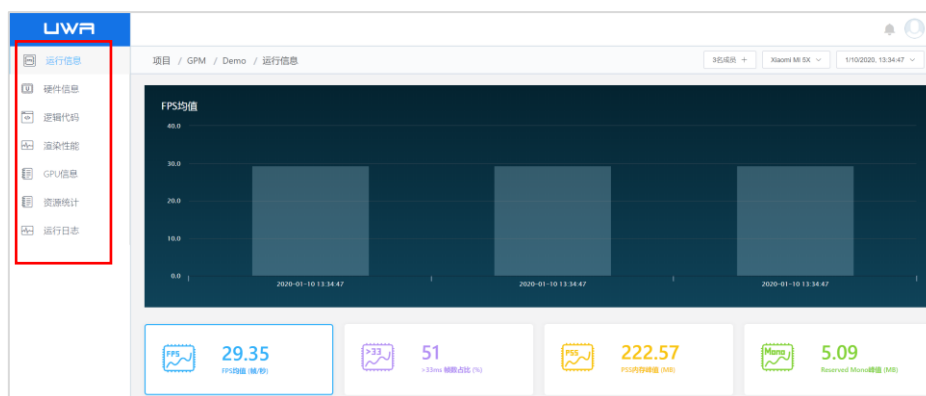 UWA
运行信息
硬件信息
逻辑代码
渲染性能
GPU信息
资源统计
运行日志
项目 / GPM / Demo / 运行信息
3名成员 +
Xiaomi MI 5X
1/10/2020, 13:34:47
FPS均值
40.0
30.0
20.0
10.0
0.0
2020-01-10 13:34:47
2020-01-10 13:34:47
2020-01-10 13:34:47
FPS
29.35
FPS均值 (帧/秒)
>33
51
>33ms 帧数占比 (%)
PSS
222.57
PSS内存峰值 (MB)
Mono
5.09
Reserved Mono峰值 (MB)